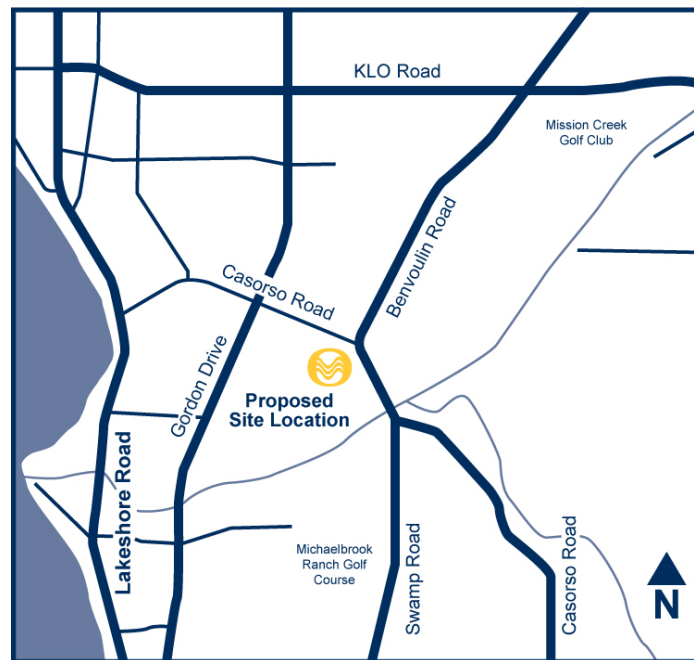 KLO Road
Mission Creek
Golf Club
Benvoulin Road
Casorso Road
Gordon Drive
Proposed
Site Location
Lakeshore Road
Michaelbrook
Ranch Golf
Course
Swamp Road
Casorso Road
N